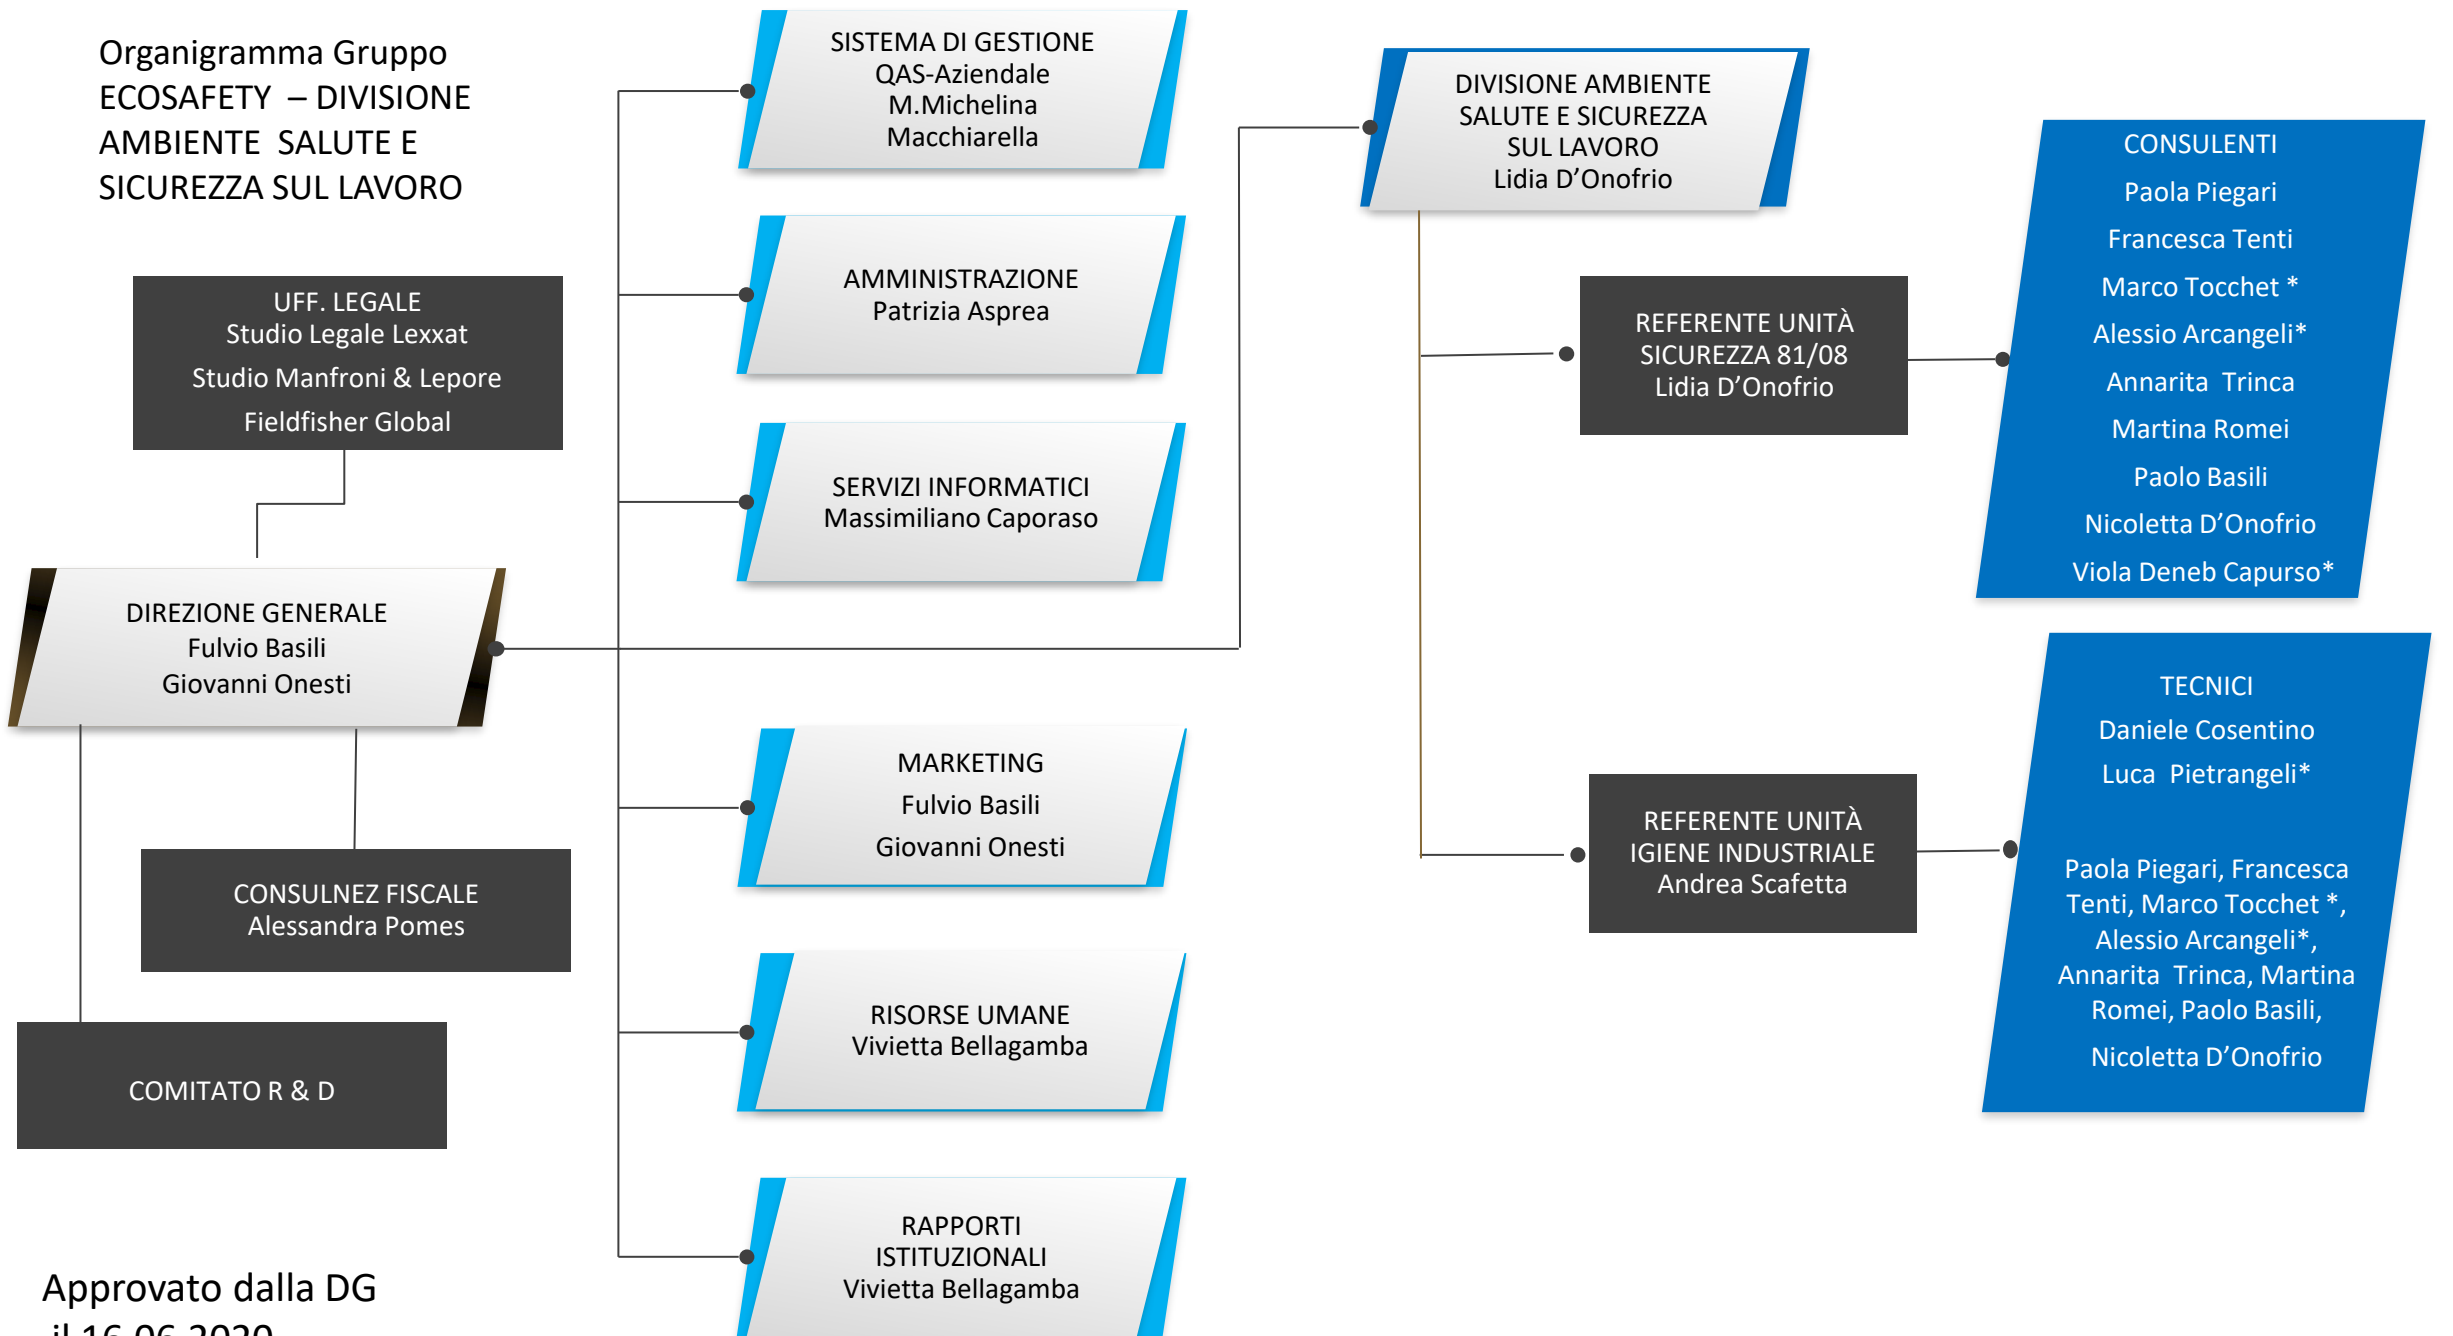 Organigramma Gruppo
ECOSAFETY – DIVISIONE
AMBIENTE SALUTE E
SICUREZZA SUL LAVORO
UFF. LEGALE
Studio Legale Lexxat
Studio Manfroni & Lepore
Fieldfisher Global
DIREZIONE GENERALE
Fulvio Basili
Giovanni Onesti
CONSULNEZ FISCALE
Alessandra Pomes
COMITATO R & D
Approvato dalla DG
il 16.06.2020
SISTEMA DI GESTIONE
QAS-Aziendale
M.Michelina
Macchiarella
AMMINISTRAZIONE
Patrizia Asprea
SERVIZI INFORMATICI
Massimiliano Caporaso
MARKETING
Fulvio Basili
Giovanni Onesti
RISORSE UMANE
Vivietta Bellagamba
RAPPORTI
ISTITUZIONALI
Vivietta Bellagamba
DIVISIONE AMBIENTE
SALUTE E SICUREZZA
SUL LAVORO
Lidia D’Onofrio
REFERENTE UNITÀ
SICUREZZA 81/08
Lidia D’Onofrio
REFERENTE UNITÀ
IGIENE INDUSTRIALE
Andrea Scafetta
CONSULENTI
Paola Piegari
Francesca Tenti
Marco Tocchet *
Alessio Arcangeli*
Annarita Trinca
Martina Romei
Paolo Basili
Nicoletta D’Onofrio
Viola Deneb Capurso*
TECNICI
Daniele Cosentino
Luca Pietrangeli*
Paola Piegari, Francesca
Tenti, Marco Tocchet *,
Alessio Arcangeli*,
Annarita Trinca, Martina
Romei, Paolo Basili,
Nicoletta D’Onofrio